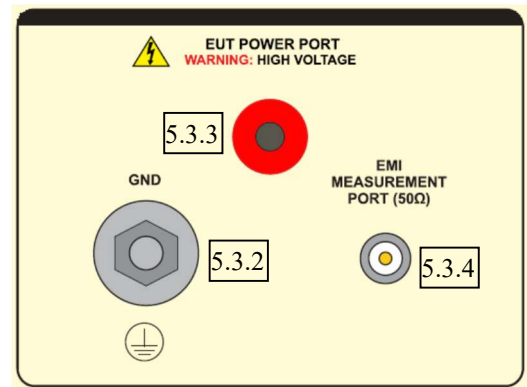 EUT POWER PORT
WARNING: HIGH VOLTAGE
5.3.3
EMI
MEASUREMENT
PORT (50Ω)
GND
5.3.2
5.3.4